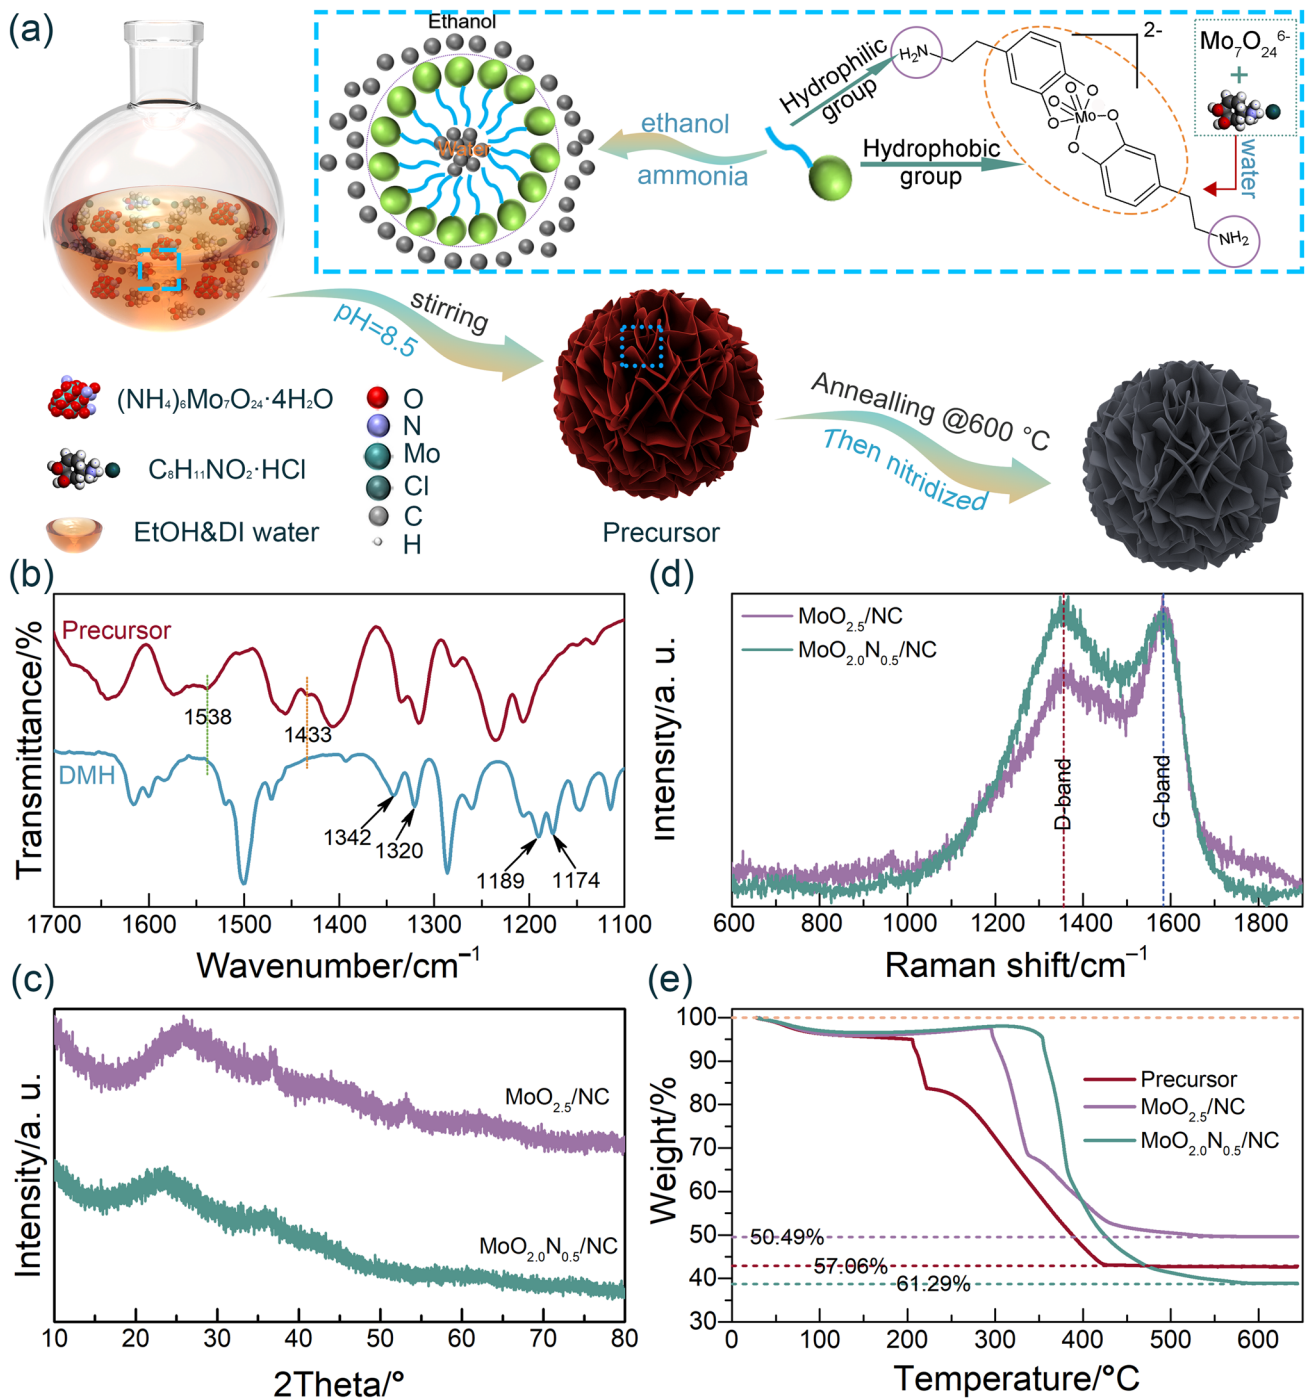 (a)
Ethanol
Water
ethanol
ammonia
Hydrophilic
group
Hydrophobic
group
H₂N
O
O
O
O
Mo
O
O
O
NH₂
2-
Mo₇O₂₄⁶⁻
+
water
stirring
pH=8.5
(NH₄)₆Mo₇O₂₄·4H₂O
C₈H₁₁NO₂·HCl
EtOH&DI water
O
N
Mo
Cl
C
H
Precursor
Annealling @600 °C
Then nitridized
(b)
Transmittance/%
Precursor
1538
1433
DMH
1342
1320
1189
1174
1700 1600 1500 1400 1300 1200 1100
Wavenumber/cm⁻¹
(d)
Intensity/a. u.
MoO₂.₅/NC
MoO₂.₀N₀.₅/NC
D-band
G-band
600 800 1000 1200 1400 1600 1800
Raman shift/cm⁻¹
(c)
Intensity/a. u.
MoO₂.₅/NC
MoO₂.₀N₀.₅/NC
10 20 30 40 50 60 70 80
2Theta/°
(e)
Weight/%
100
90
80
70
60
50
40
30
Precursor
MoO₂.₅/NC
MoO₂.₀N₀.₅/NC
50.49%
57.06%
61.29%
0 100 200 300 400 500 600
Temperature/°C